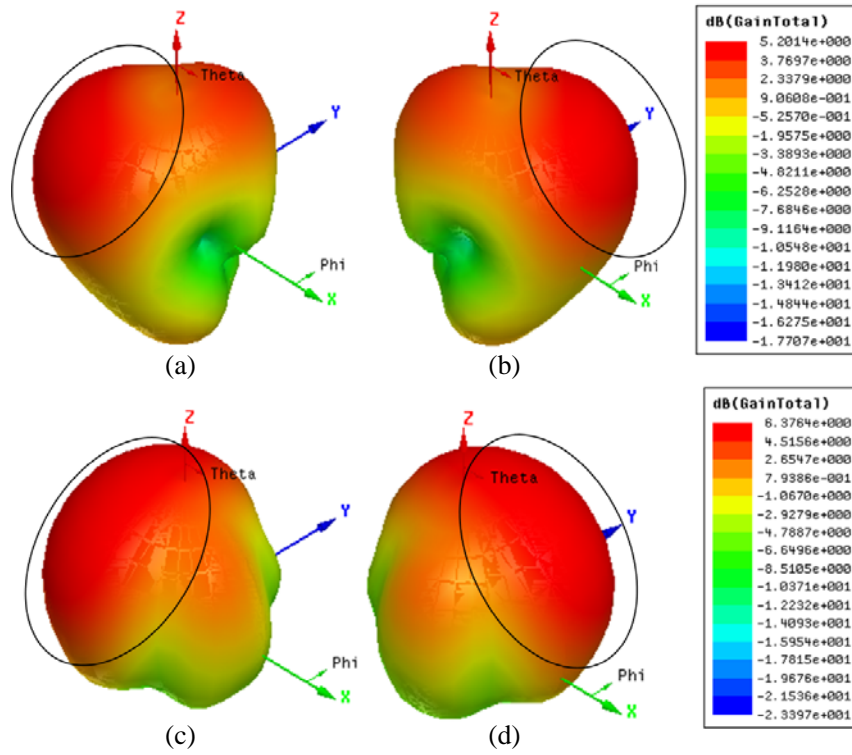 Z
Theta
Y
Phi
X
(a)
Z
Theta
Y
Phi
X
(b)
dB(GainTotal)
5.2014e+000
3.7697e+000
2.3379e+000
9.0608e-001
-5.2570e-001
-1.9575e+000
-3.3893e+000
-4.8211e+000
-6.2528e+000
-7.6846e+000
-9.1164e+000
-1.0548e+001
-1.1980e+001
-1.3412e+001
-1.4844e+001
-1.6275e+001
-1.7707e+001
Z
Theta
Y
Phi
X
(c)
Z
Theta
Y
Phi
X
(d)
dB(GainTotal)
6.3764e+000
4.5156e+000
2.6547e+000
7.9386e-001
-1.0670e+000
-2.9279e+000
-4.7887e+000
-6.6496e+000
-8.5105e+000
-1.0371e+001
-1.2232e+001
-1.4093e+001
-1.5954e+001
-1.7815e+001
-1.9676e+001
-2.1536e+001
-2.3397e+001